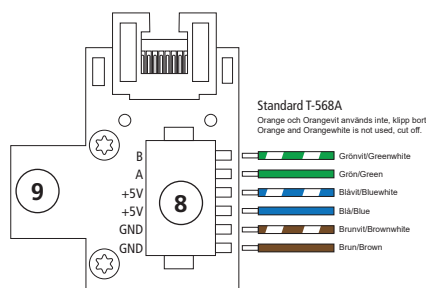 Standard T-568A
Orange och Orangevit används inte, klipp bort
Orange and Orangewhite is not used, cut off.
B
Grönvit/Greenwhite
A
Grön/Green
+5V
Blåvit/Bluewhite
9
8
+5V
Blå/Blue
GND
Brunvit/Brownwhite
GND
Brun/Brown